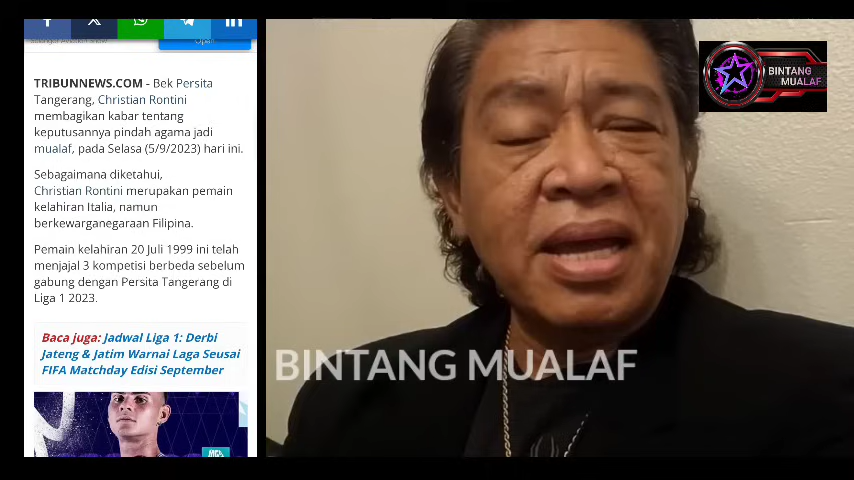 Open
TRIBUNNEWS.COM - Bek Persita
Tangerang, Christian Rontini
membagikan kabar tentang
keputusannya pindah agama jadi
mualaf, pada Selasa (5/9/2023) hari ini.
Sebagaimana diketahui,
Christian Rontini merupakan pemain
kelahiran Italia, namun
berkewarganegaraan Filipina.
Pemain kelahiran 20 Juli 1999 ini telah
menjajal 3 kompetisi berbeda sebelum
gabung dengan Persita Tangerang di
Liga 1 2023.
Baca juga: Jadwal Liga 1: Derbi
Jateng & Jatim Warnai Laga Seusai
FIFA Matchday Edisi September
BINTANG
MUALAF
BINTANG MUALAF